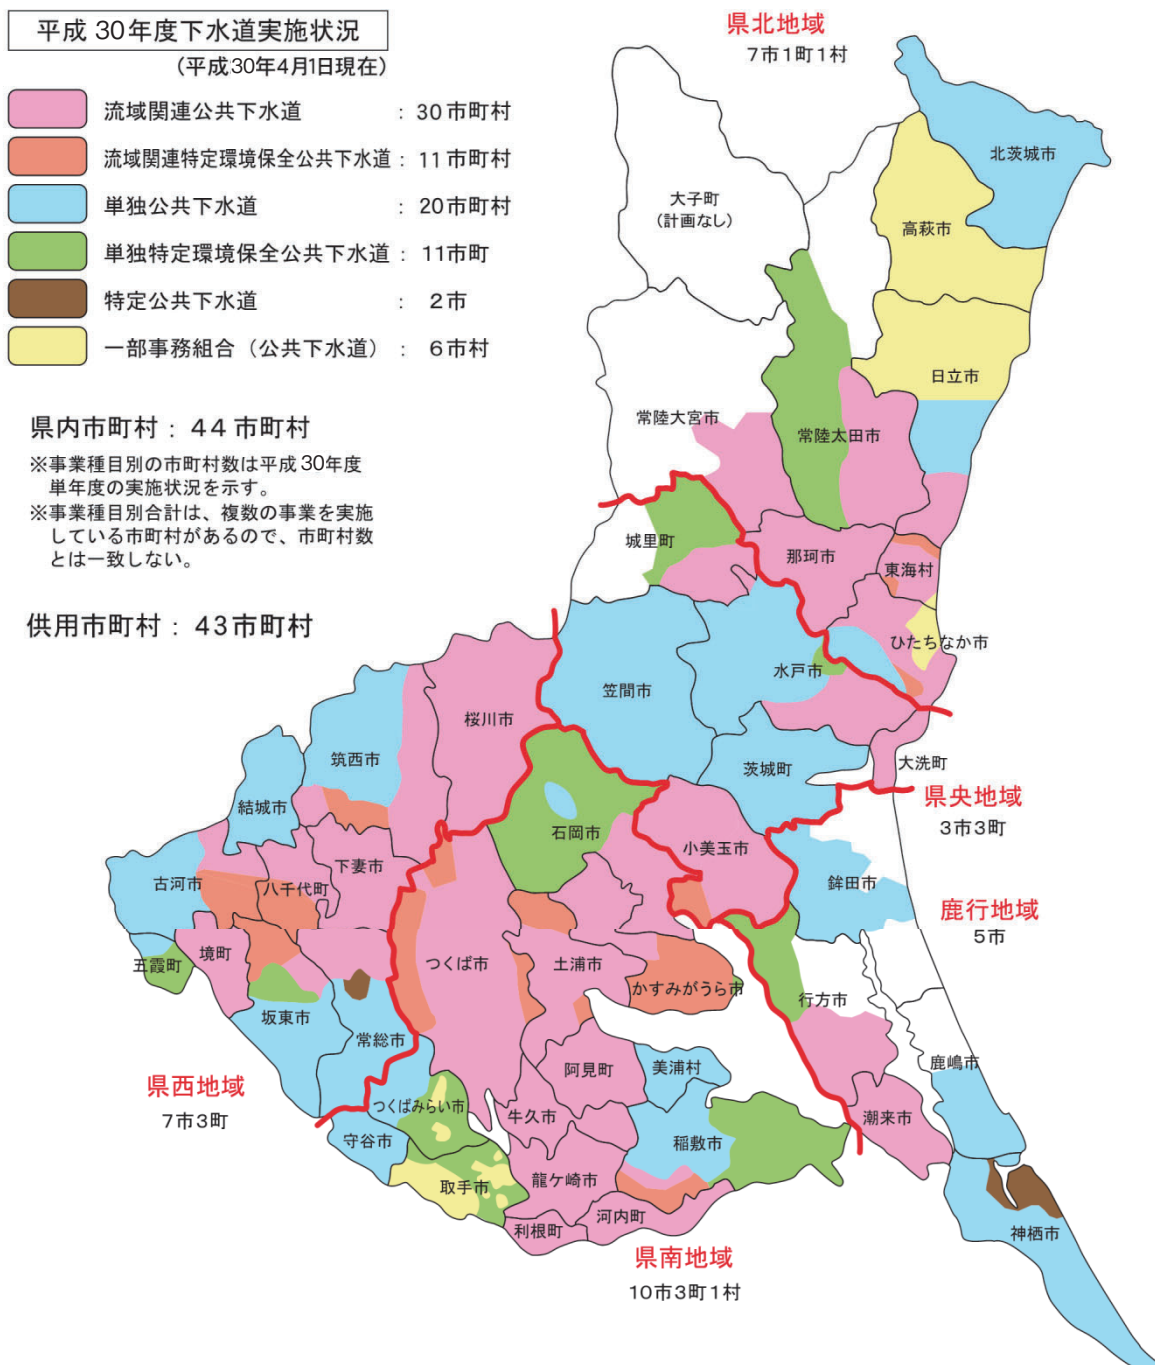 平成 30年度下水道実施状況
(平成30年4月1日現在)
流域関連公共下水道 : 30市町村
流域関連特定環境保全公共下水道 : 11市町村
単独公共下水道 : 20市町村
単独特定環境保全公共下水道 : 11市町
特定公共下水道 : 2市
一部事務組合（公共下水道） : 6市村
県内市町村 : 44市町村
※事業種目別の市町村数は平成30年度
単年度の実施状況を示す。
※事業種目別合計は、複数の事業を実施
している市町村があるので、市町村数
とは一致しない。
供用市町村 : 43市町村
県北地域
7市1町1村
北茨城市
大子町
(計画なし)
高萩市
日立市
常陸大宮市
常陸太田市
城里町
那珂市
東海村
ひたちなか市
水戸市
笠間市
桜川市
筑西市
茨城町
大洗町
県央地域
3市3町
結城市
石岡市
小美玉市
下妻市
古河市
八千代町
鉾田市
鹿行地域
5市
境町
五霞町
つくば市
土浦市
かすみがうら市
行方市
坂東市
常総市
鹿嶋市
阿見町
美浦村
県西地域
7市3町
つくばみらい市
牛久市
潮来市
守谷市
稲敷市
取手市
龍ケ崎市
河内町
利根町
神栖市
県南地域
10市3町1村